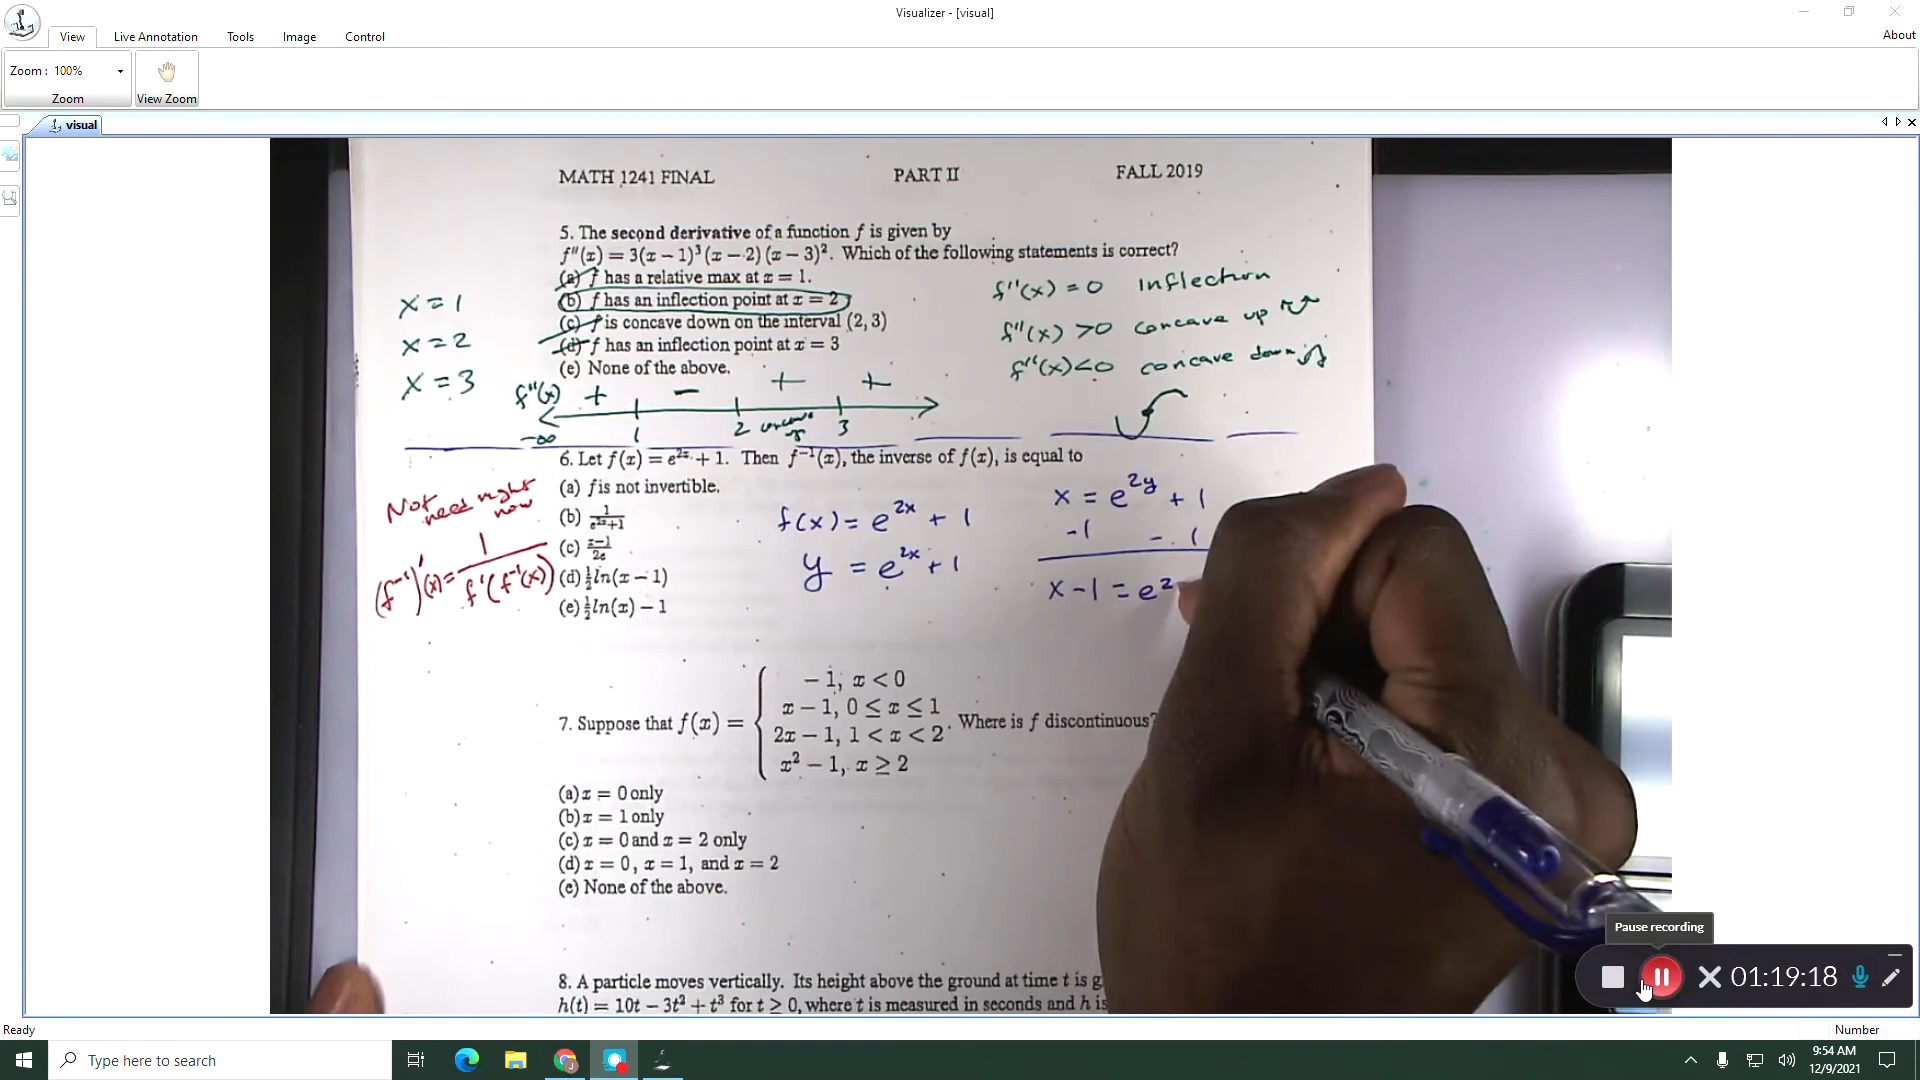 Visualizer - [visual]
View Live Annotation Tools Image Control
About
Zoom : 100%
Zoom View Zoom
visual
MATH 1241 FINAL PART II FALL 2019
5. The second derivative of a function f is given by
f''(x) = 3(x − 1)³(x − 2)(x − 3)². Which of the following statements is correct?
(a) f has a relative max at x = 1.
(b) f has an inflection point at x = 2
(c) f is concave down on the interval (2, 3)
(d) f has an inflection point at x = 3
(e) None of the above.
x = 1
x = 2
x = 3
f''(x) = 0 Inflection
f''(x) > 0 concave up
f''(x) < 0 concave down
f''(x) + − + +
−∞ 1 2 concave 3
6. Let f(x) = e²ˣ + 1. Then f⁻¹(x), the inverse of f(x), is equal to
(a) f is not invertible.
(b) 1/(e²ˣ+1)
(c) (x−1)/2e
(d) ½ln(x − 1)
(e) ½ln(x) − 1
Not need right now
(f⁻¹)'(x) = 1/f'(f⁻¹(x))
f(x) = e²ˣ + 1
y = e²ˣ + 1
x = e²ʸ + 1
-1 - 1
x - 1 = e²
7. Suppose that f(x) = { −1, x < 0
x − 1, 0 ≤ x ≤ 1
2x − 1, 1 < x < 2
x² − 1, x ≥ 2
. Where is f discontinuous?
(a) x = 0 only
(b) x = 1 only
(c) x = 0 and x = 2 only
(d) x = 0, x = 1, and x = 2
(e) None of the above.
8. A particle moves vertically. Its height above the ground at time t is g
h(t) = 10t − 3t² + t³ for t ≥ 0, where t is measured in seconds and h is
Pause recording
01:19:18
Ready
Number
Type here to search
9:54 AM
12/9/2021